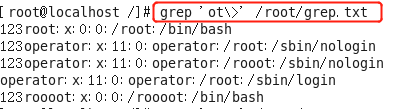 [ root@localhost /]# grep 'ot\>' /root/grep.txt
123root: x: 0: 0: /root: /bin/bash
123operator: x: 11: 0: operator: /root: /sbin/nologin
123operator: x: 11: 0: operator: /rooot: /sbin/nologin
operator: x: 11: 0: operator: /root: /sbin/login
123roooot: x: 0: 0: /roooot: /bin/bash